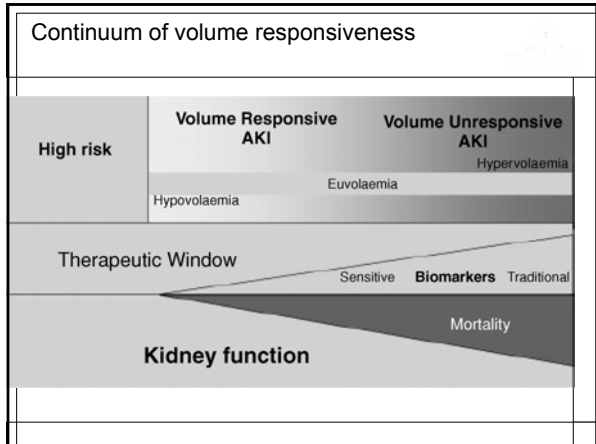 Continuum of volume responsiveness
High risk
Volume Responsive
AKI
Volume Unresponsive
AKI
Hypervolaemia
Euvolaemia
Hypovolaemia
Therapeutic Window
Sensitive Biomarkers Traditional
Mortality
Kidney function